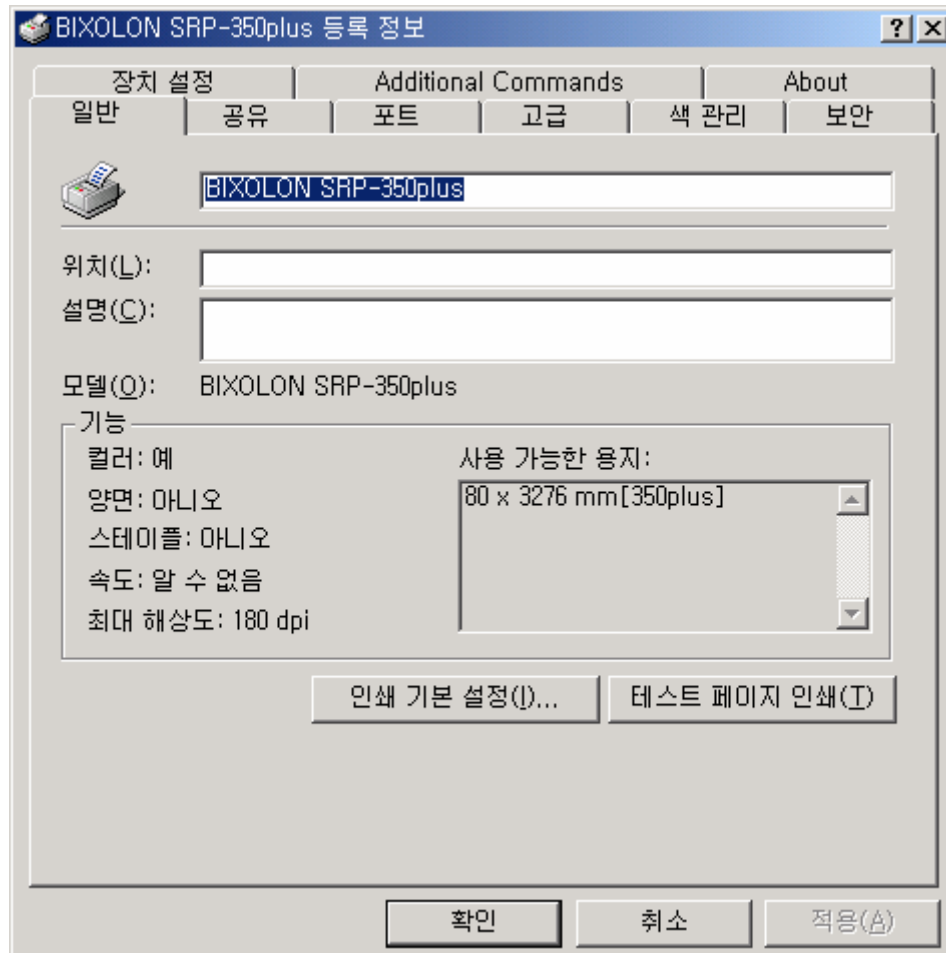 BIXOLON SRP-350plus 등록 정보
장치 설정 Additional Commands About
일반 공유 포트 고급 색 관리 보안
BIXOLON SRP-350plus
위치(L):
설명(C):
모델(O): BIXOLON SRP-350plus
기능
컬러: 예 사용 가능한 용지:
양면: 아니오 80 x 3276 mm[350plus]
스테이플: 아니오
속도: 알 수 없음
최대 해상도: 180 dpi
인쇄 기본 설정(I)... 테스트 페이지 인쇄(T)
확인 취소 적용(A)